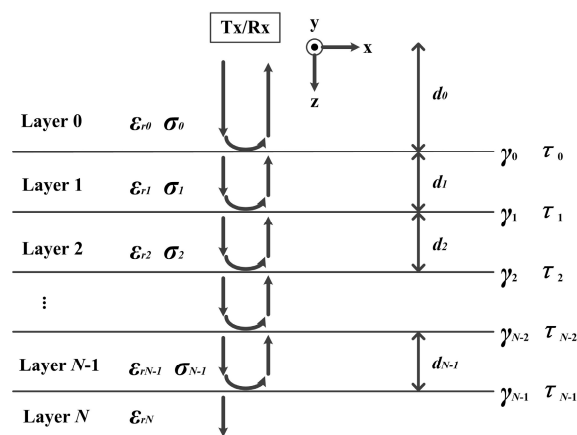 Tx/Rx
y
x
z
d₀
Layer 0 εr0 σ0
γ0 τ0
Layer 1 εr1 σ1
d1
γ1 τ1
Layer 2 εr2 σ2
d2
γ2 τ2
⋮
γN-2 τN-2
Layer N-1 εrN-1 σN-1
dN-1
γN-1 τN-1
Layer N εrN